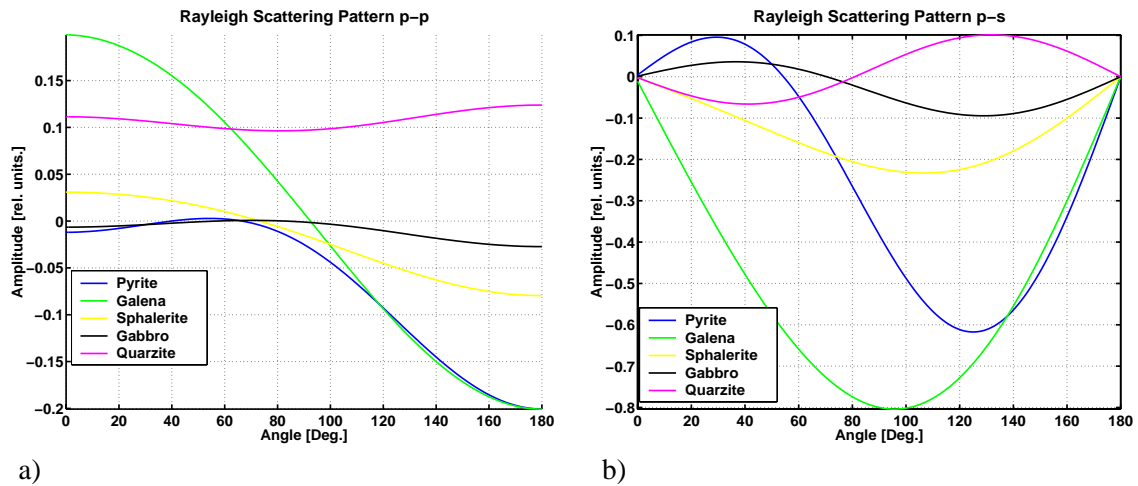 Rayleigh Scattering Pattern p−p
Amplitude [rel. units.]
0.15
0.1
0.05
0
−0.05
−0.1
−0.15
−0.2
Pyrite
Galena
Sphalerite
Gabbro
Quarzite
0 20 40 60 80 100 120 140 160 180
Angle [Deg.]
a)
Rayleigh Scattering Pattern p−s
Amplitude [rel. units.]
0.1
0
−0.1
−0.2
−0.3
−0.4
−0.5
−0.6
−0.7
−0.8
Pyrite
Galena
Sphalerite
Gabbro
Quarzite
0 20 40 60 80 100 120 140 160 180
Angle [Deg.]
b)